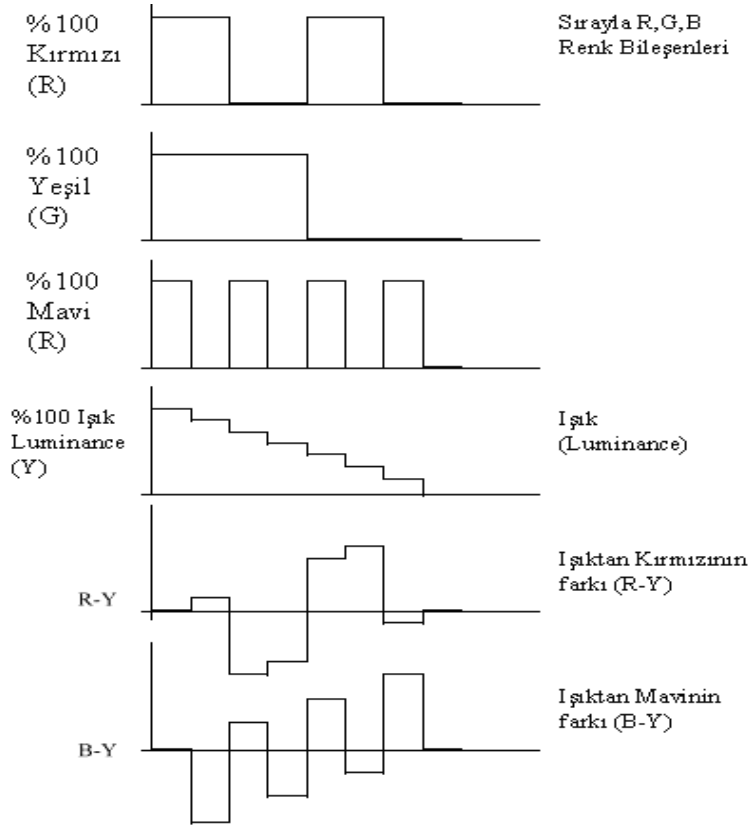 %100
Kırmızı
(R)
Sırayla R,G,B
Renk Bileşenleri
%100
Yeşil
(G)
%100
Mavi
(R)
%100 Işık
Luminance
(Y)
Işık
(Luminance)
R-Y
Işıktan Kırmızının
farkı (R-Y)
B-Y
Işıktan Mavinin
farkı (B-Y)